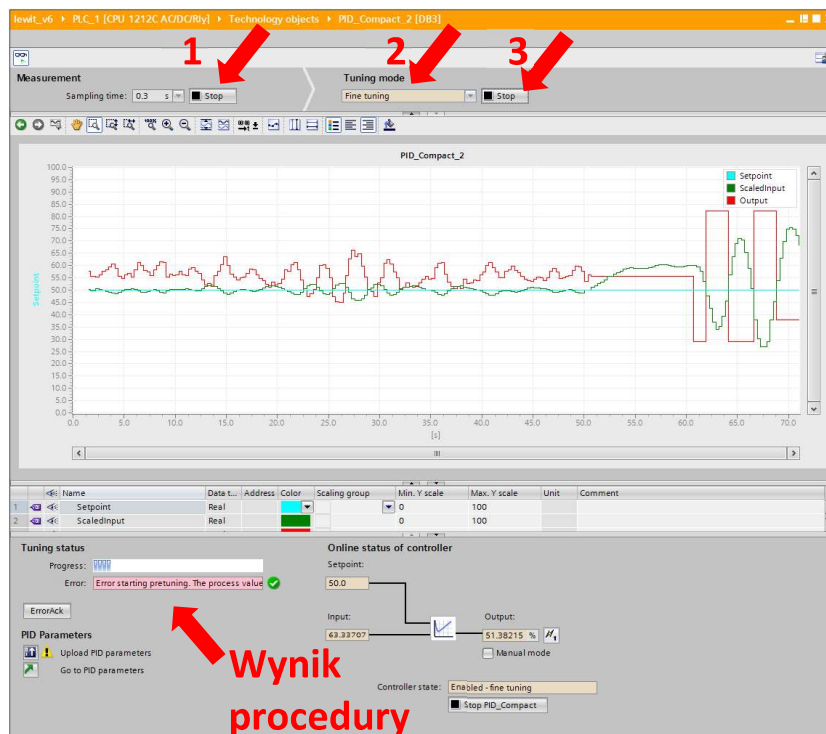 lewit_v6 ▸ PLC_1 [CPU 1212C AC/DC/Rly] ▸ Technology objects ▸ PID_Compact_2 [DB3]
1
2
3
Measurement
Tuning mode
Sampling time: 0.3 s Stop
Fine tuning Stop
PID_Compact_2
Setpoint
ScaledInput
Output
Setpoint
100.0
95.0
90.0
85.0
80.0
75.0
70.0
65.0
60.0
55.0
50.0
45.0
40.0
35.0
30.0
25.0
20.0
15.0
10.0
5.0
0.0
0.0 5.0 10.0 15.0 20.0 25.0 30.0 35.0 40.0 45.0 50.0 55.0 60.0 65.0 70.0
[s]
Name Data t... Address Color Scaling group Min. Y scale Max. Y scale Unit Comment
1 Setpoint Real 0 100
2 ScaledInput Real 0 100
Tuning status
Online status of controller
Progress:
Setpoint:
Error: Error starting pretuning. The process value
50.0
ErrorAck
Input:
Output:
63.33707
51.38215 %
PID Parameters
Manual mode
Upload PID parameters
Go to PID parameters
Controller state: Enabled - fine tuning
Stop PID_Compact
Wynik
procedury